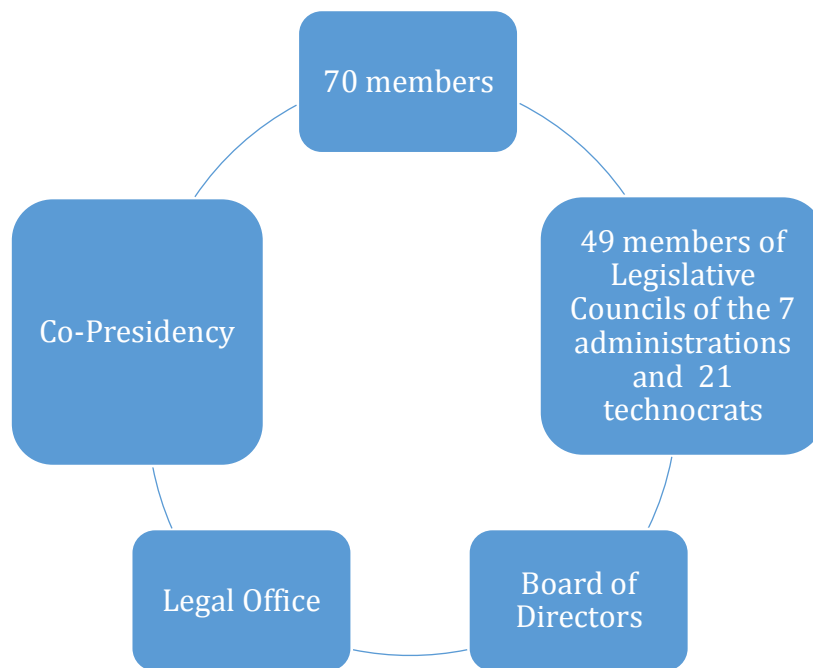 70 members
49 members of
Legislative
Councils of the 7
administrations
and  21
technocrats
Board of
Directors
Legal Office
Co-Presidency